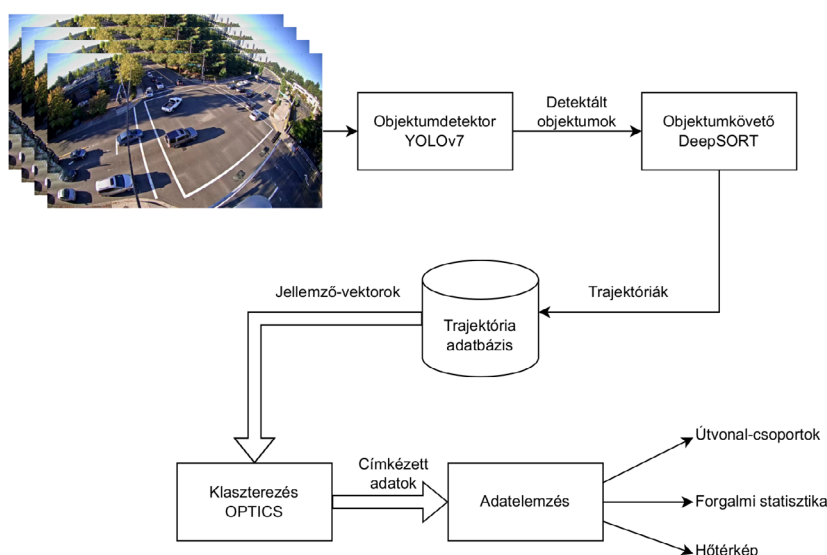 Objektumdetektor
YOLOv7
Detektált
objektumok
Objektumkövető
DeepSORT
Jellemző-vektorok
Trajektória
adatbázis
Trajektóriák
Klaszterezés
OPTICS
Címkézett
adatok
Adatelemzés
Útvonal-csoportok
Forgalmi statisztika
Hőtérkép